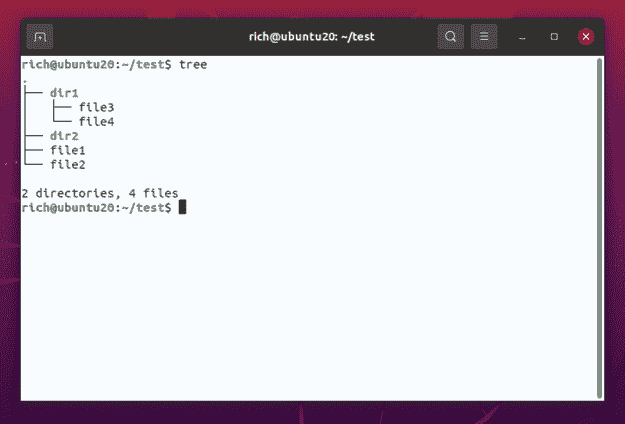 rich@ubuntu20: ~/test
rich@ubuntu20:~/test$ tree
.
├── dir1
│   ├── file3
│   └── file4
├── dir2
├── file1
└── file2
2 directories, 4 files
rich@ubuntu20:~/test$